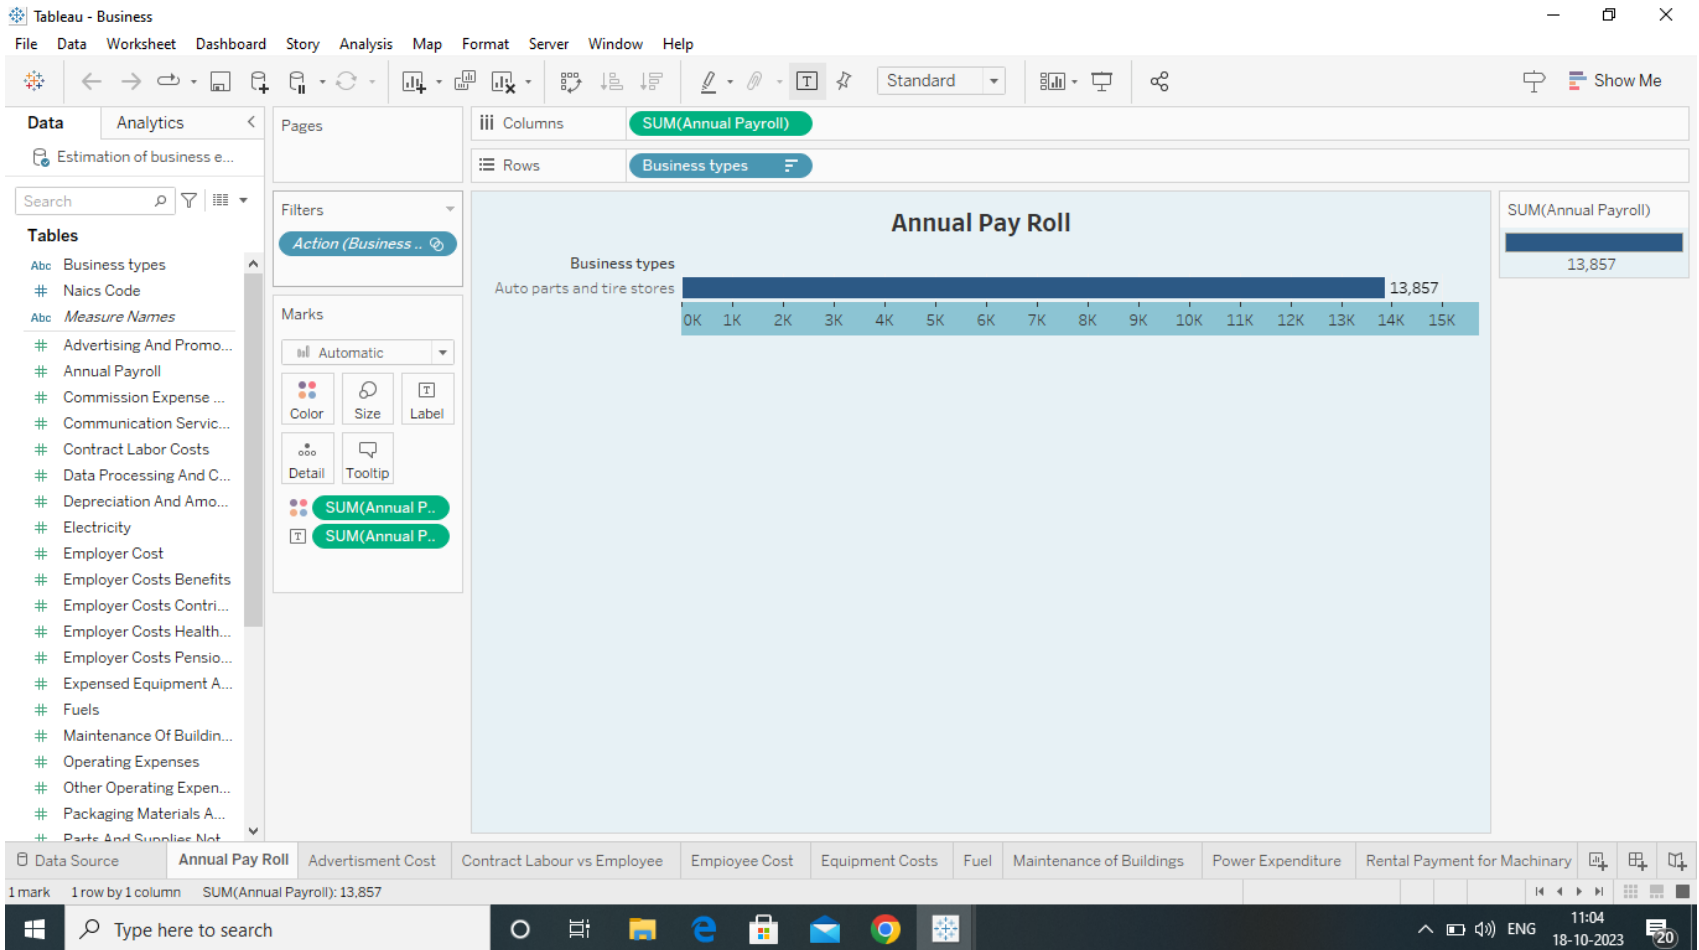 Tableau - Business
File Data Worksheet Dashboard Story Analysis Map Format Server Window Help
Standard
Show Me
Data Analytics
Estimation of business e...
Search
Tables
Abc Business types
# Naics Code
Abc Measure Names
# Advertising And Promo...
# Annual Payroll
# Commission Expense ...
# Communication Servic...
# Contract Labor Costs
# Data Processing And C...
# Depreciation And Amo...
# Electricity
# Employer Cost
# Employer Costs Benefits
# Employer Costs Contri...
# Employer Costs Health...
# Employer Costs Pensio...
# Expensed Equipment A...
# Fuels
# Maintenance Of Buildin...
# Operating Expenses
# Other Operating Expen...
# Packaging Materials A...
# Parts And Supplies Not
Pages
Filters
Action (Business ..
Marks
Automatic
Color Size Label
Detail Tooltip
SUM(Annual P..
SUM(Annual P..
Columns SUM(Annual Payroll)
Rows Business types
Annual Pay Roll
Business types
Auto parts and tire stores 13,857
0K 1K 2K 3K 4K 5K 6K 7K 8K 9K 10K 11K 12K 13K 14K 15K
SUM(Annual Payroll)
13,857
Data Source Annual Pay Roll Advertisment Cost Contract Labour vs Employee Empioyee Cost Equipment Costs Fuel Maintenance of Buildings Power Expenditure Rental Payment for Machinary
1 mark 1 row by 1 column SUM(Annual Payroll): 13,857
Type here to search
ENG
11:04
18-10-2023
20